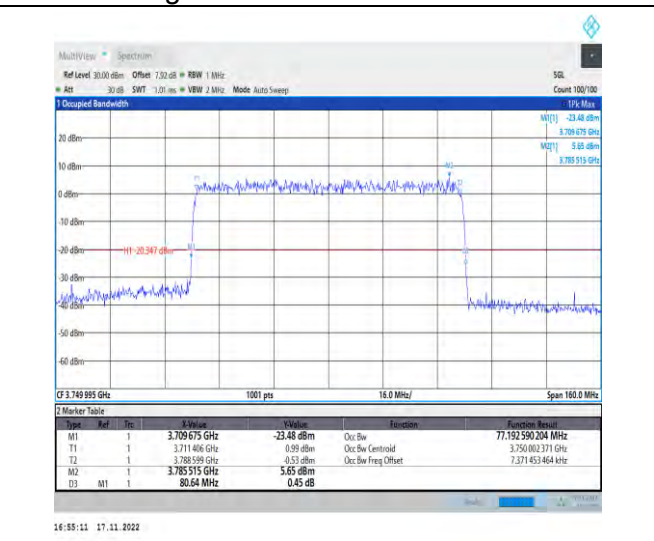 MultiView Spectrum
Ref Level 30.00 dBm Offset 7.92 dB RBW 1 MHz SGL
Att 30 dB SWT 1.01 ms VBW 2 MHz Mode Auto Sweep Count 100/100
1 Occupied Bandwidth 1Pk Max
M1[1] -23.48 dBm
3.709 675 GHz
M2[1] 5.65 dBm
3.785 515 GHz
20 dBm
10 dBm
0 dBm
-10 dBm
-20 dBm
-30 dBm
-40 dBm
-50 dBm
-60 dBm
H1 -20.347 dBm
M1
T1
M2
T2
CF 3.749 995 GHz 1001 pts 16.0 MHz/ Span 160.0 MHz
2 Marker Table
Type Ref Trc X-Value Y-Value Function Function Result
M1 1 3.709 675 GHz -23.48 dBm Occ Bw 77.192 590 204 MHz
T1 1 3.711 406 GHz 0.99 dBm Occ Bw Centroid 3.750 002 371 GHz
T2 1 3.788 599 GHz -0.53 dBm Occ Bw Freq Offset 7.371 453 464 kHz
M2 1 3.785 515 GHz 5.65 dBm
D3 M1 1 80.64 MHz 0.45 dB
16:55:11 17.11.2022